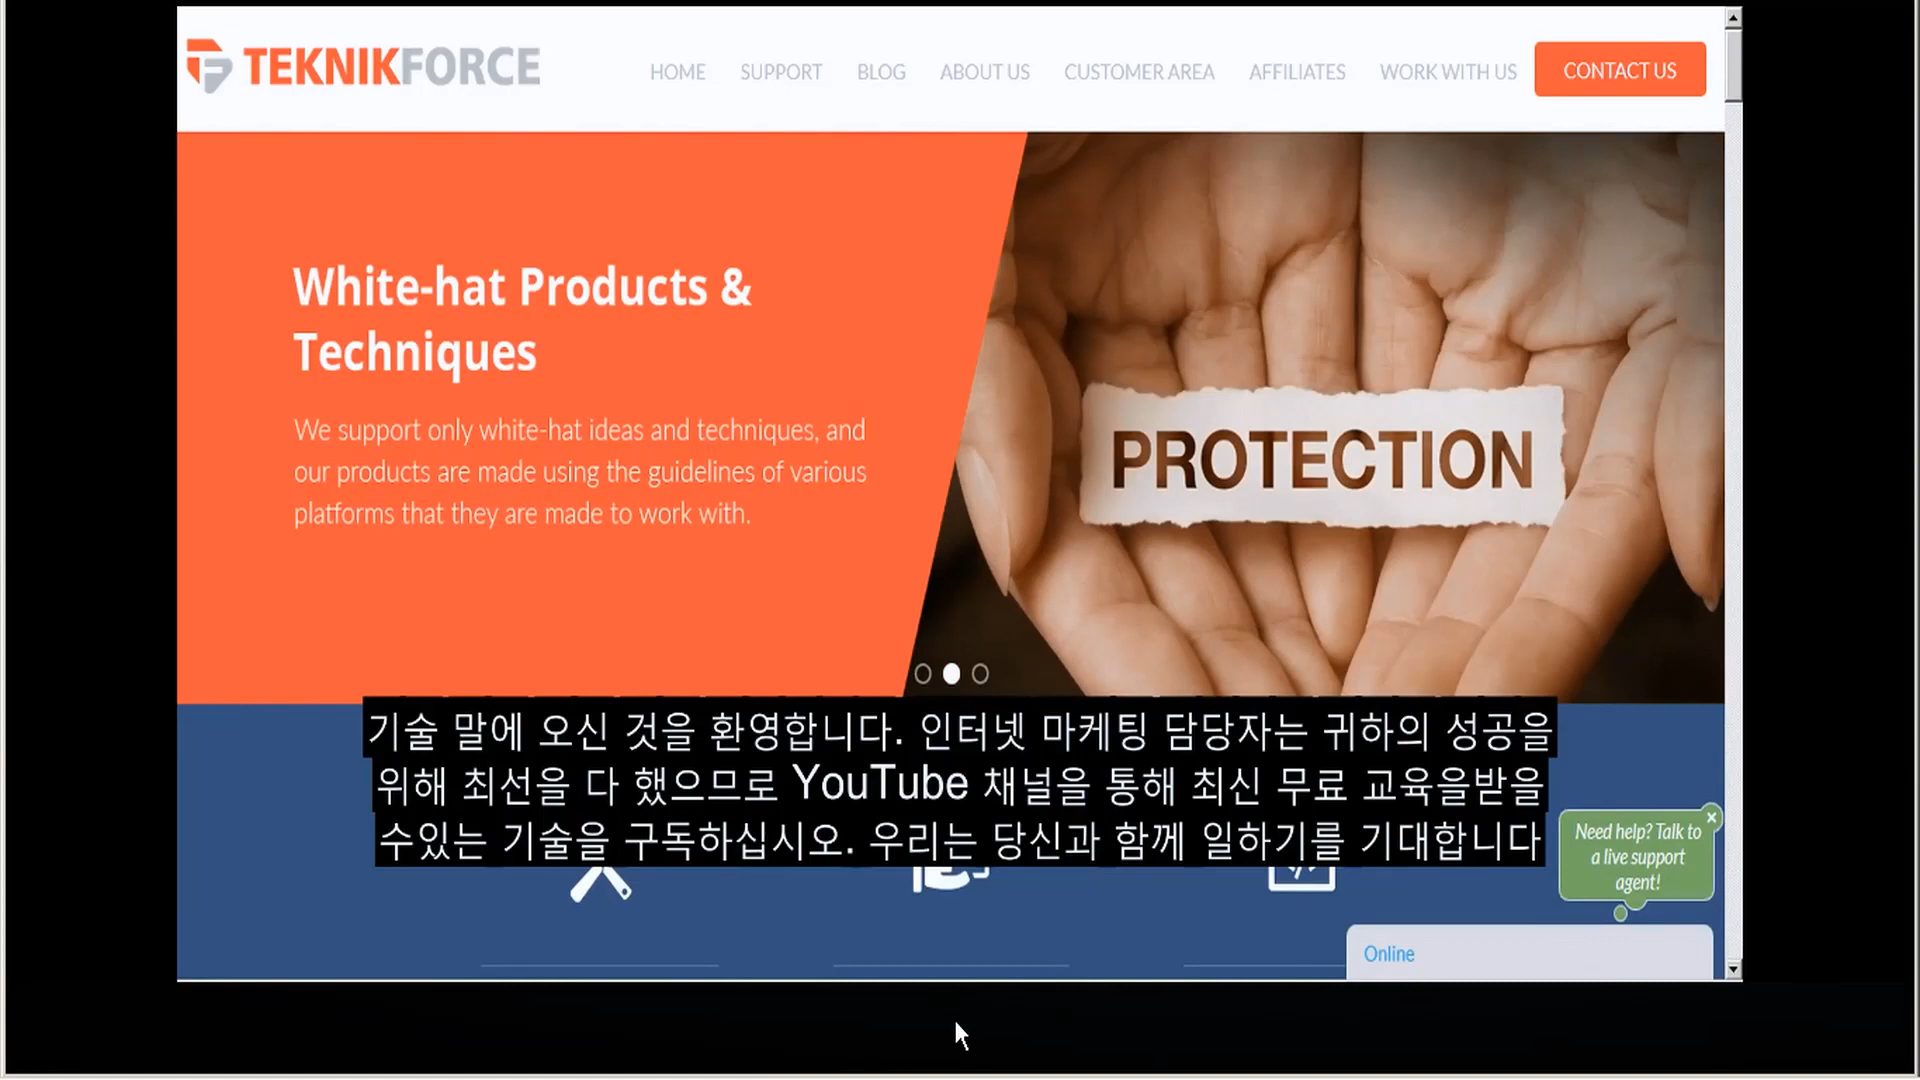 TEKNIKFORCE
HOME SUPPORT BLOG ABOUT US CUSTOMER AREA AFFILIATES WORK WITH US CONTACT US
White-hat Products &
Techniques
We support only white-hat ideas and techniques, and
our products are made using the guidelines of various
platforms that they are made to work with.
PROTECTION
기술 말에 오신 것을 환영합니다. 인터넷 마케팅 담당자는 귀하의 성공을
위해 최선을 다 했으므로 YouTube 채널을 통해 최신 무료 교육을받을
수있는 기술을 구독하십시오. 우리는 당신과 함께 일하기를 기대합니다
Need help? Talk to
a live support
agent!
Online